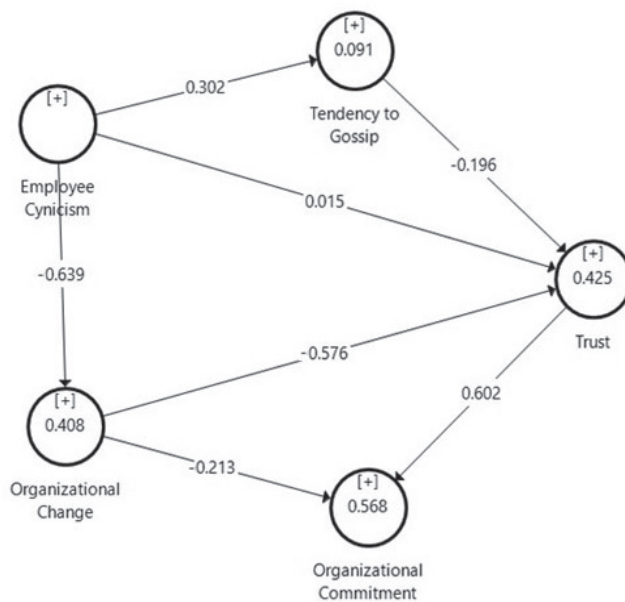 [+]
0.091
Tendency to
Gossip
[+]
Employee
Cynicism
0.302
-0.196
0.015
-0.639
[+]
0.425
Trust
-0.576
0.602
[+]
0.408
Organizational
Change
-0.213
[+]
0.568
Organizational
Commitment